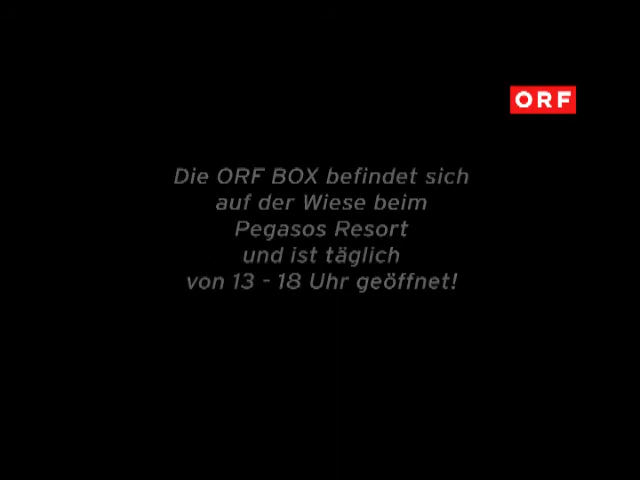 ORF
Die ORF BOX befindet sich
auf der Wiese beim
Pegasos Resort
und ist täglich
von 13 - 18 Uhr geöffnet!